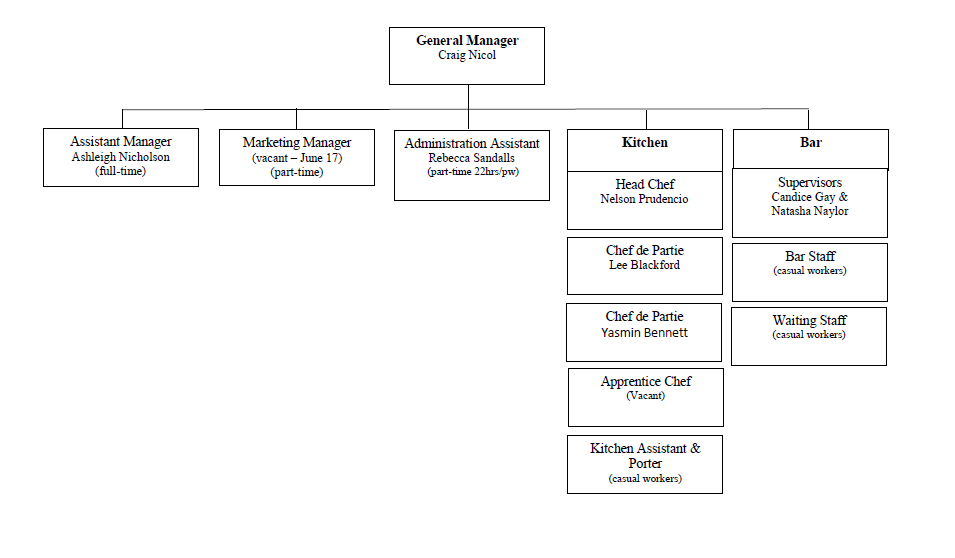 General Manager
Craig Nicol
Assistant Manager
Ashleigh Nicholson
(full-time)
Marketing Manager
(vacant – June 17)
(part-time)
Administration Assistant
Rebecca Sandalls
(part-time 22hrs/pw)
Kitchen
Head Chef
Nelson Prudencio
Chef de Partie
Lee Blackford
Chef de Partie
Yasmin Bennett
Apprentice Chef
(Vacant)
Kitchen Assistant &
Porter
(casual workers)
Bar
Supervisors
Candice Gay &
Natasha Naylor
Bar Staff
(casual workers)
Waiting Staff
(casual workers)